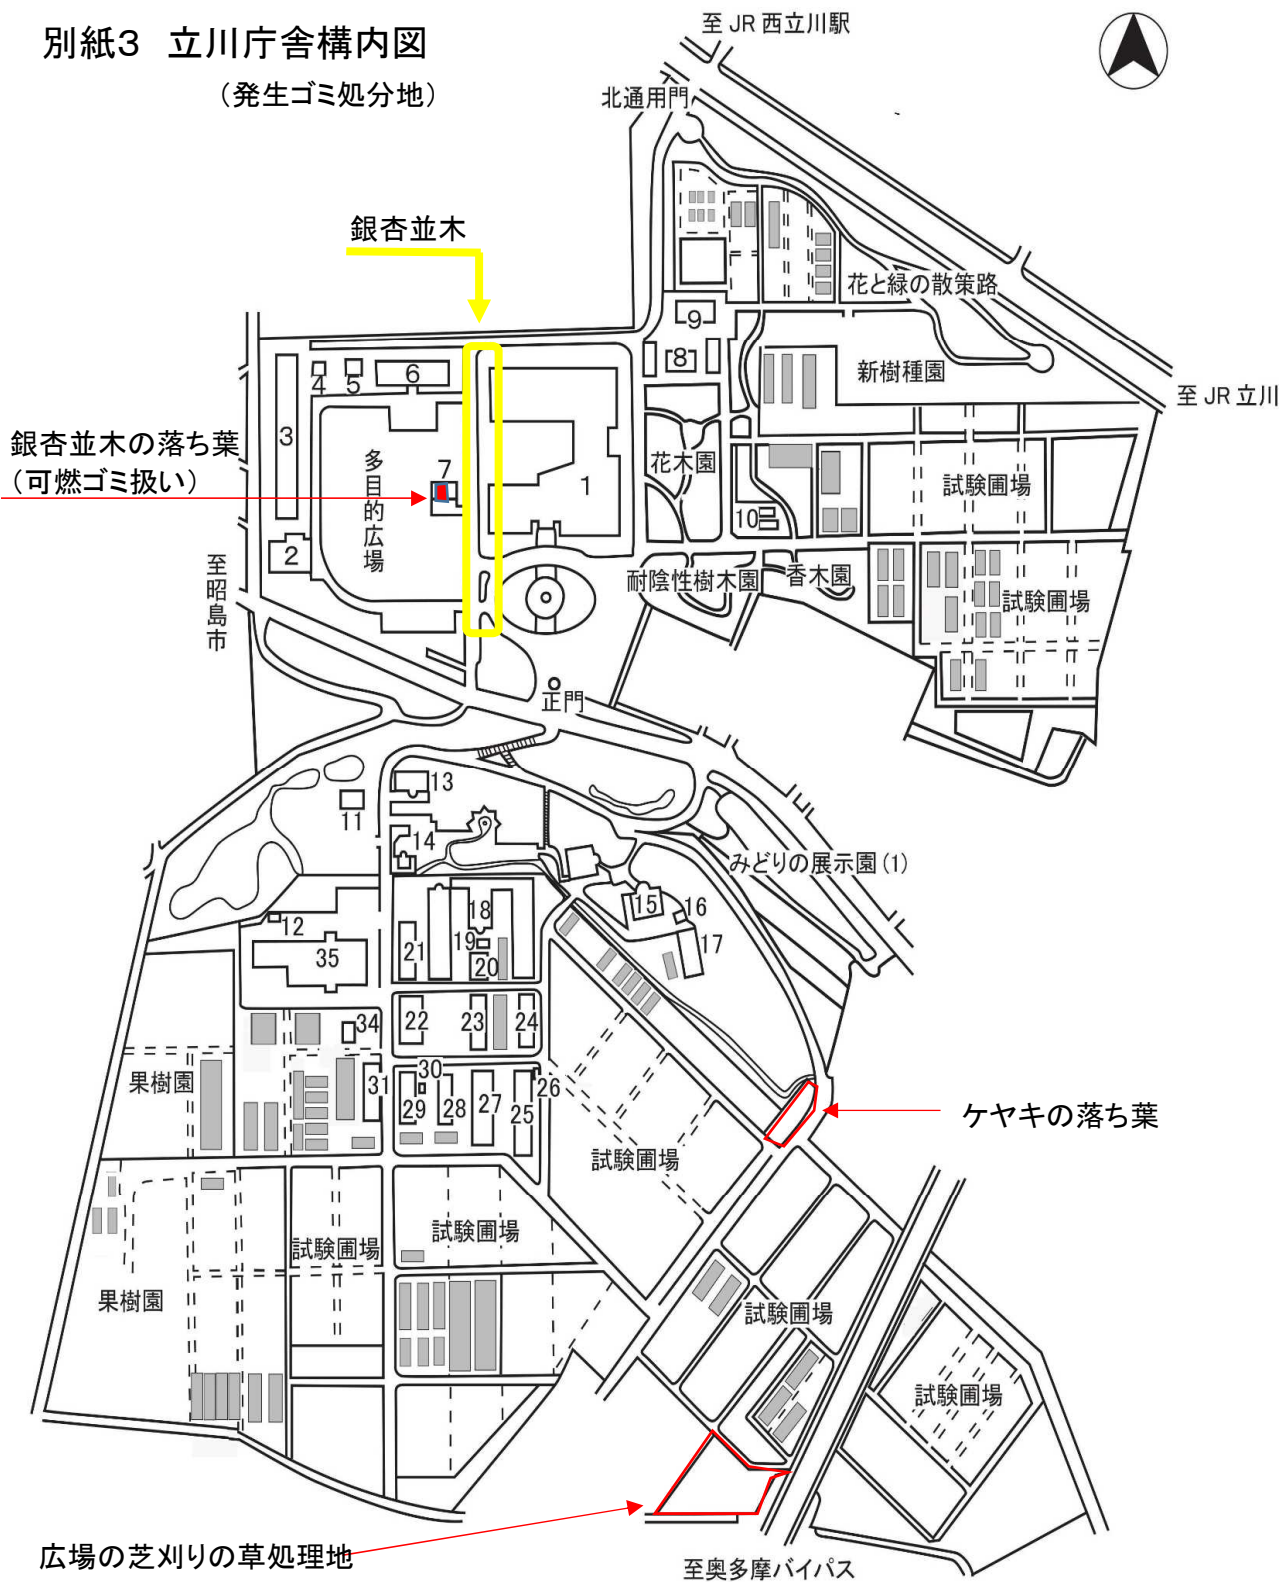 別紙3 立川庁舎構内図
（発生ゴミ処分地）
至 JR 西立川駅
北通用門
銀杏並木
花と緑の散策路
9
8
新樹種園
至 JR 立川
4
5
6
3
銀杏並木の落ち葉
（可燃ゴミ扱い）
7
多目的広場
1
花木園
試験圃場
10
2
至昭島市
耐陰性樹木園
香木園
試験圃場
正門
13
11
14
みどりの展示園 (1)
15
16
12
18
17
35
21
19
20
34
22
23
24
果樹園
31
30
29
28
27
25
26
ケヤキの落ち葉
試験圃場
試験圃場
試験圃場
果樹園
試験圃場
試験圃場
広場の芝刈りの草処理地
至奥多摩バイパス